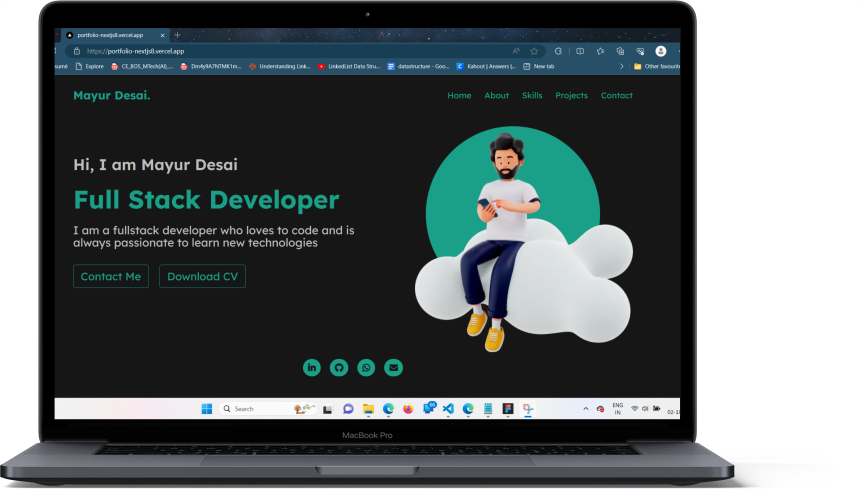 portfolio-nextjs8.vercel.app
https://portfolio-nextjs8.vercel.app
sumé Explore CE_BOS_MTech(AI)_... Dm4y9A7NTMK1m... Understanding Link... LinkedList Data Stru... datastructure - Goo... Kahoot | Answers|... New tab Other favourit
Mayur Desai.
Home About Skills Projects Contact
Hi, I am Mayur Desai
Full Stack Developer
I am a fullstack developer who loves to code and is
always passionate to learn new technologies
Contact Me Download CV
Search
ENG
IN
02-1
MacBook Pro